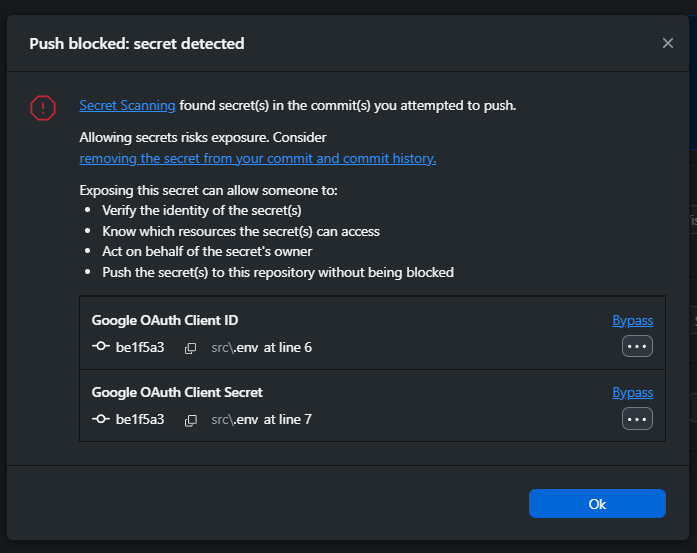 Push blocked: secret detected
Secret Scanning found secret(s) in the commit(s) you attempted to push.
Allowing secrets risks exposure. Consider
removing the secret from your commit and commit history.
Exposing this secret can allow someone to:
• Verify the identity of the secret(s)
• Know which resources the secret(s) can access
• Act on behalf of the secret's owner
• Push the secret(s) to this repository without being blocked
Google OAuth Client ID Bypass
be1f5a3 src\.env at line 6
Google OAuth Client Secret Bypass
be1f5a3 src\.env at line 7
Ok